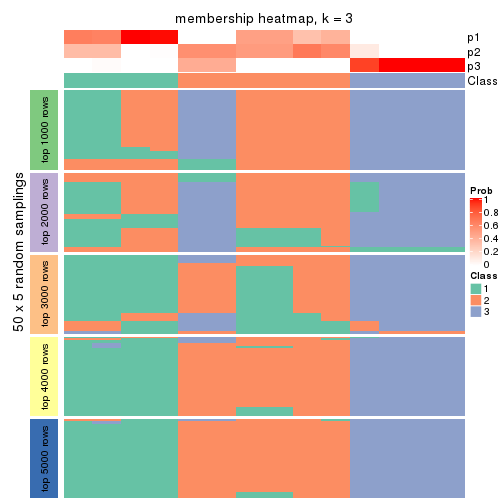 membership heatmap, k = 3
p1
p2
p3
Class
50 x 5 random samplings
top 1000 rows
top 2000 rows
top 3000 rows
top 4000 rows
top 5000 rows
Prob
1
0.8
0.6
0.4
0.2
0
Class
1
2
3